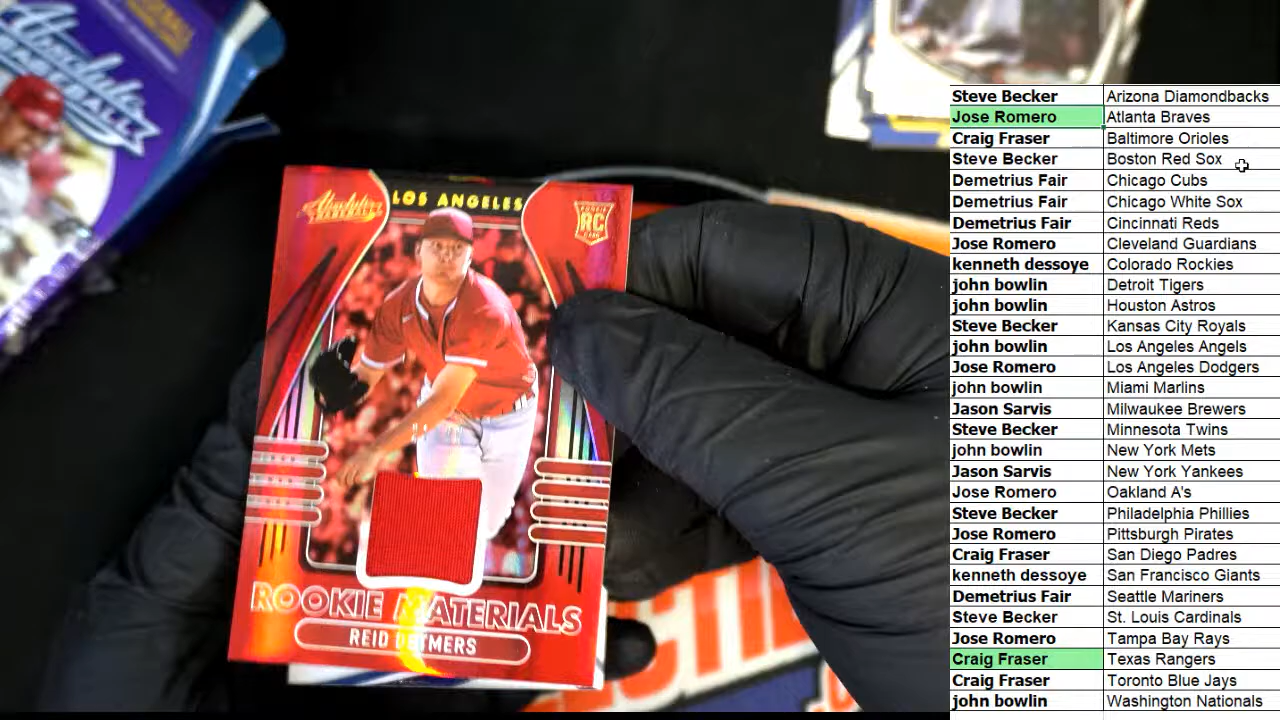 Absolute
BASEBALL
LOS ANGELES
Absolute
BASEBALL
ROOKIE
RC
ROOKIE MATERIALS
REID DETMERS
Steve Becker Arizona Diamondbacks
Jose Romero Atlanta Braves
Craig Fraser Baltimore Orioles
Steve Becker Boston Red Sox
Demetrius Fair Chicago Cubs
Demetrius Fair Chicago White Sox
Demetrius Fair Cincinnati Reds
Jose Romero Cleveland Guardians
kenneth dessoye Colorado Rockies
john bowlin Detroit Tigers
john bowlin Houston Astros
Steve Becker Kansas City Royals
john bowlin Los Angeles Angels
Jose Romero Los Angeles Dodgers
john bowlin Miami Marlins
Jason Sarvis Milwaukee Brewers
Steve Becker Minnesota Twins
john bowlin New York Mets
Jason Sarvis New York Yankees
Jose Romero Oakland A's
Steve Becker Philadelphia Phillies
Jose Romero Pittsburgh Pirates
Craig Fraser San Diego Padres
kenneth dessoye San Francisco Giants
Demetrius Fair Seattle Mariners
Steve Becker St. Louis Cardinals
Jose Romero Tampa Bay Rays
Craig Fraser Texas Rangers
Craig Fraser Toronto Blue Jays
john bowlin Washington Nationals